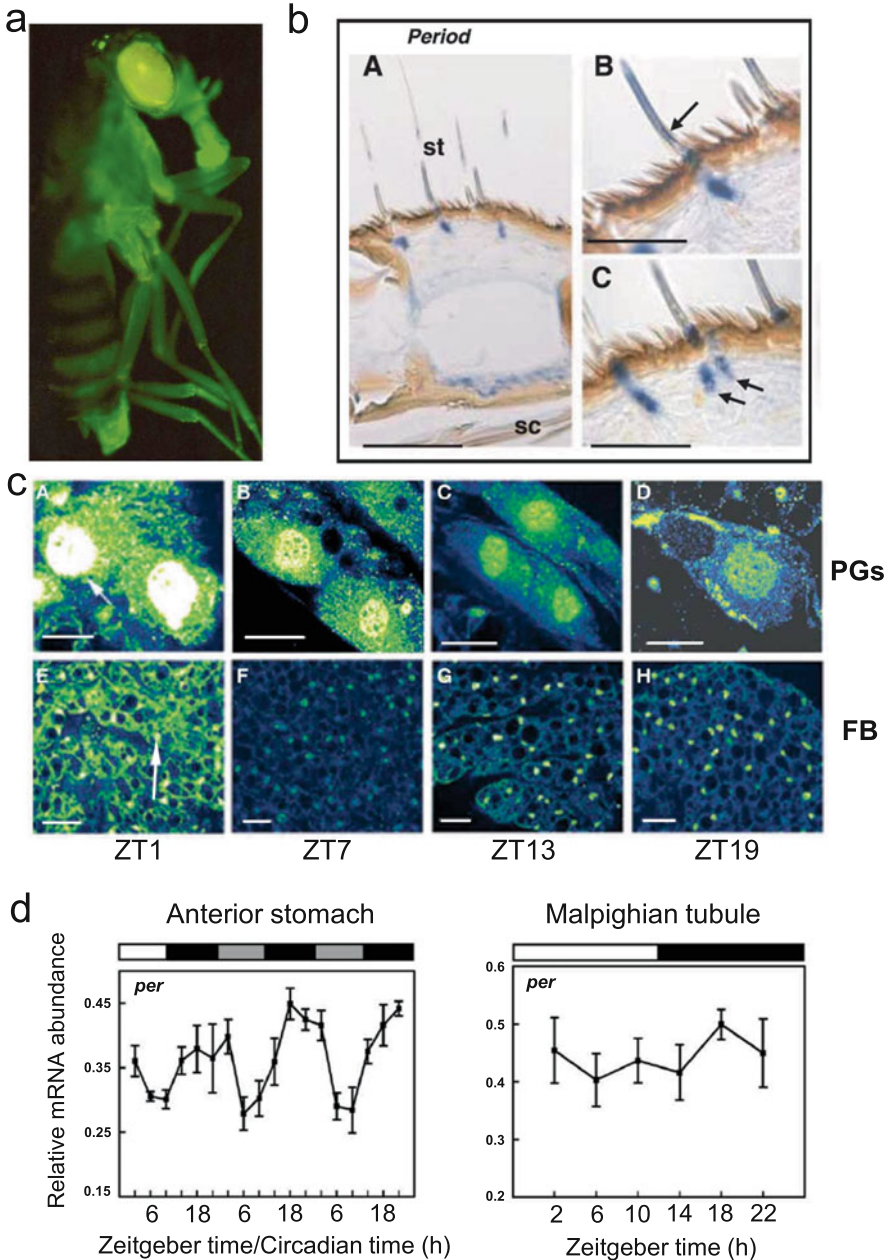 a
b
Period
A
st
sc
B
C
c
A
B
C
D
PGs
E
F
G
H
FB
ZT1
ZT7
ZT13
ZT19
d
Anterior stomach
Malpighian tubule
Relative mRNA abundance
per
0.45
0.35
0.25
0.15
6 18 6 18 6 18
Zeitgeber time/Circadian time (h)
per
0.6
0.5
0.4
0.3
0.2
2 6 10 14 18 22
Zeitgeber time (h)